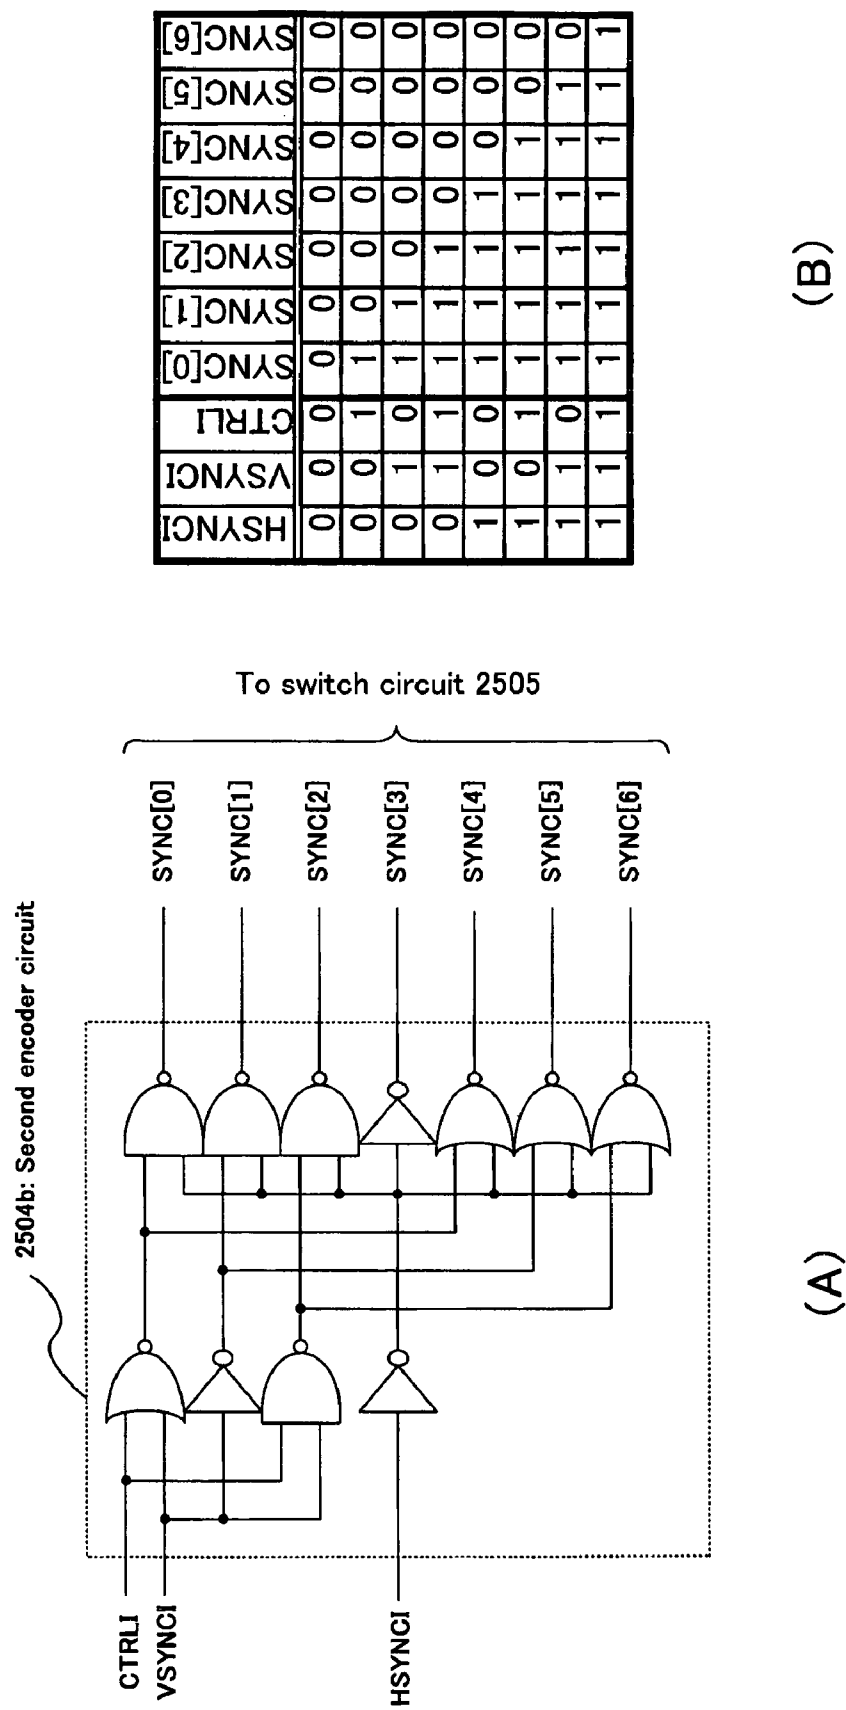 2504b: Second encoder circuit
CTRLI
VSYNCI
HSYNCI
SYNC[0]
SYNC[1]
SYNC[2]
SYNC[3]
SYNC[4]
SYNC[5]
SYNC[6]
To switch circuit 2505
(A)
HSYNCI VSYNCI CTRLI SYNC[0] SYNC[1] SYNC[2] SYNC[3] SYNC[4] SYNC[5] SYNC[6]
0 0 0 0 0 0 0 0 0 0
0 0 1 1 0 0 0 0 0 0
0 1 0 1 1 0 0 0 0 0
0 1 1 1 1 1 0 0 0 0
1 0 0 1 1 1 1 0 0 0
1 0 1 1 1 1 1 1 0 0
1 1 0 1 1 1 1 1 1 0
1 1 1 1 1 1 1 1 1 1
(B)